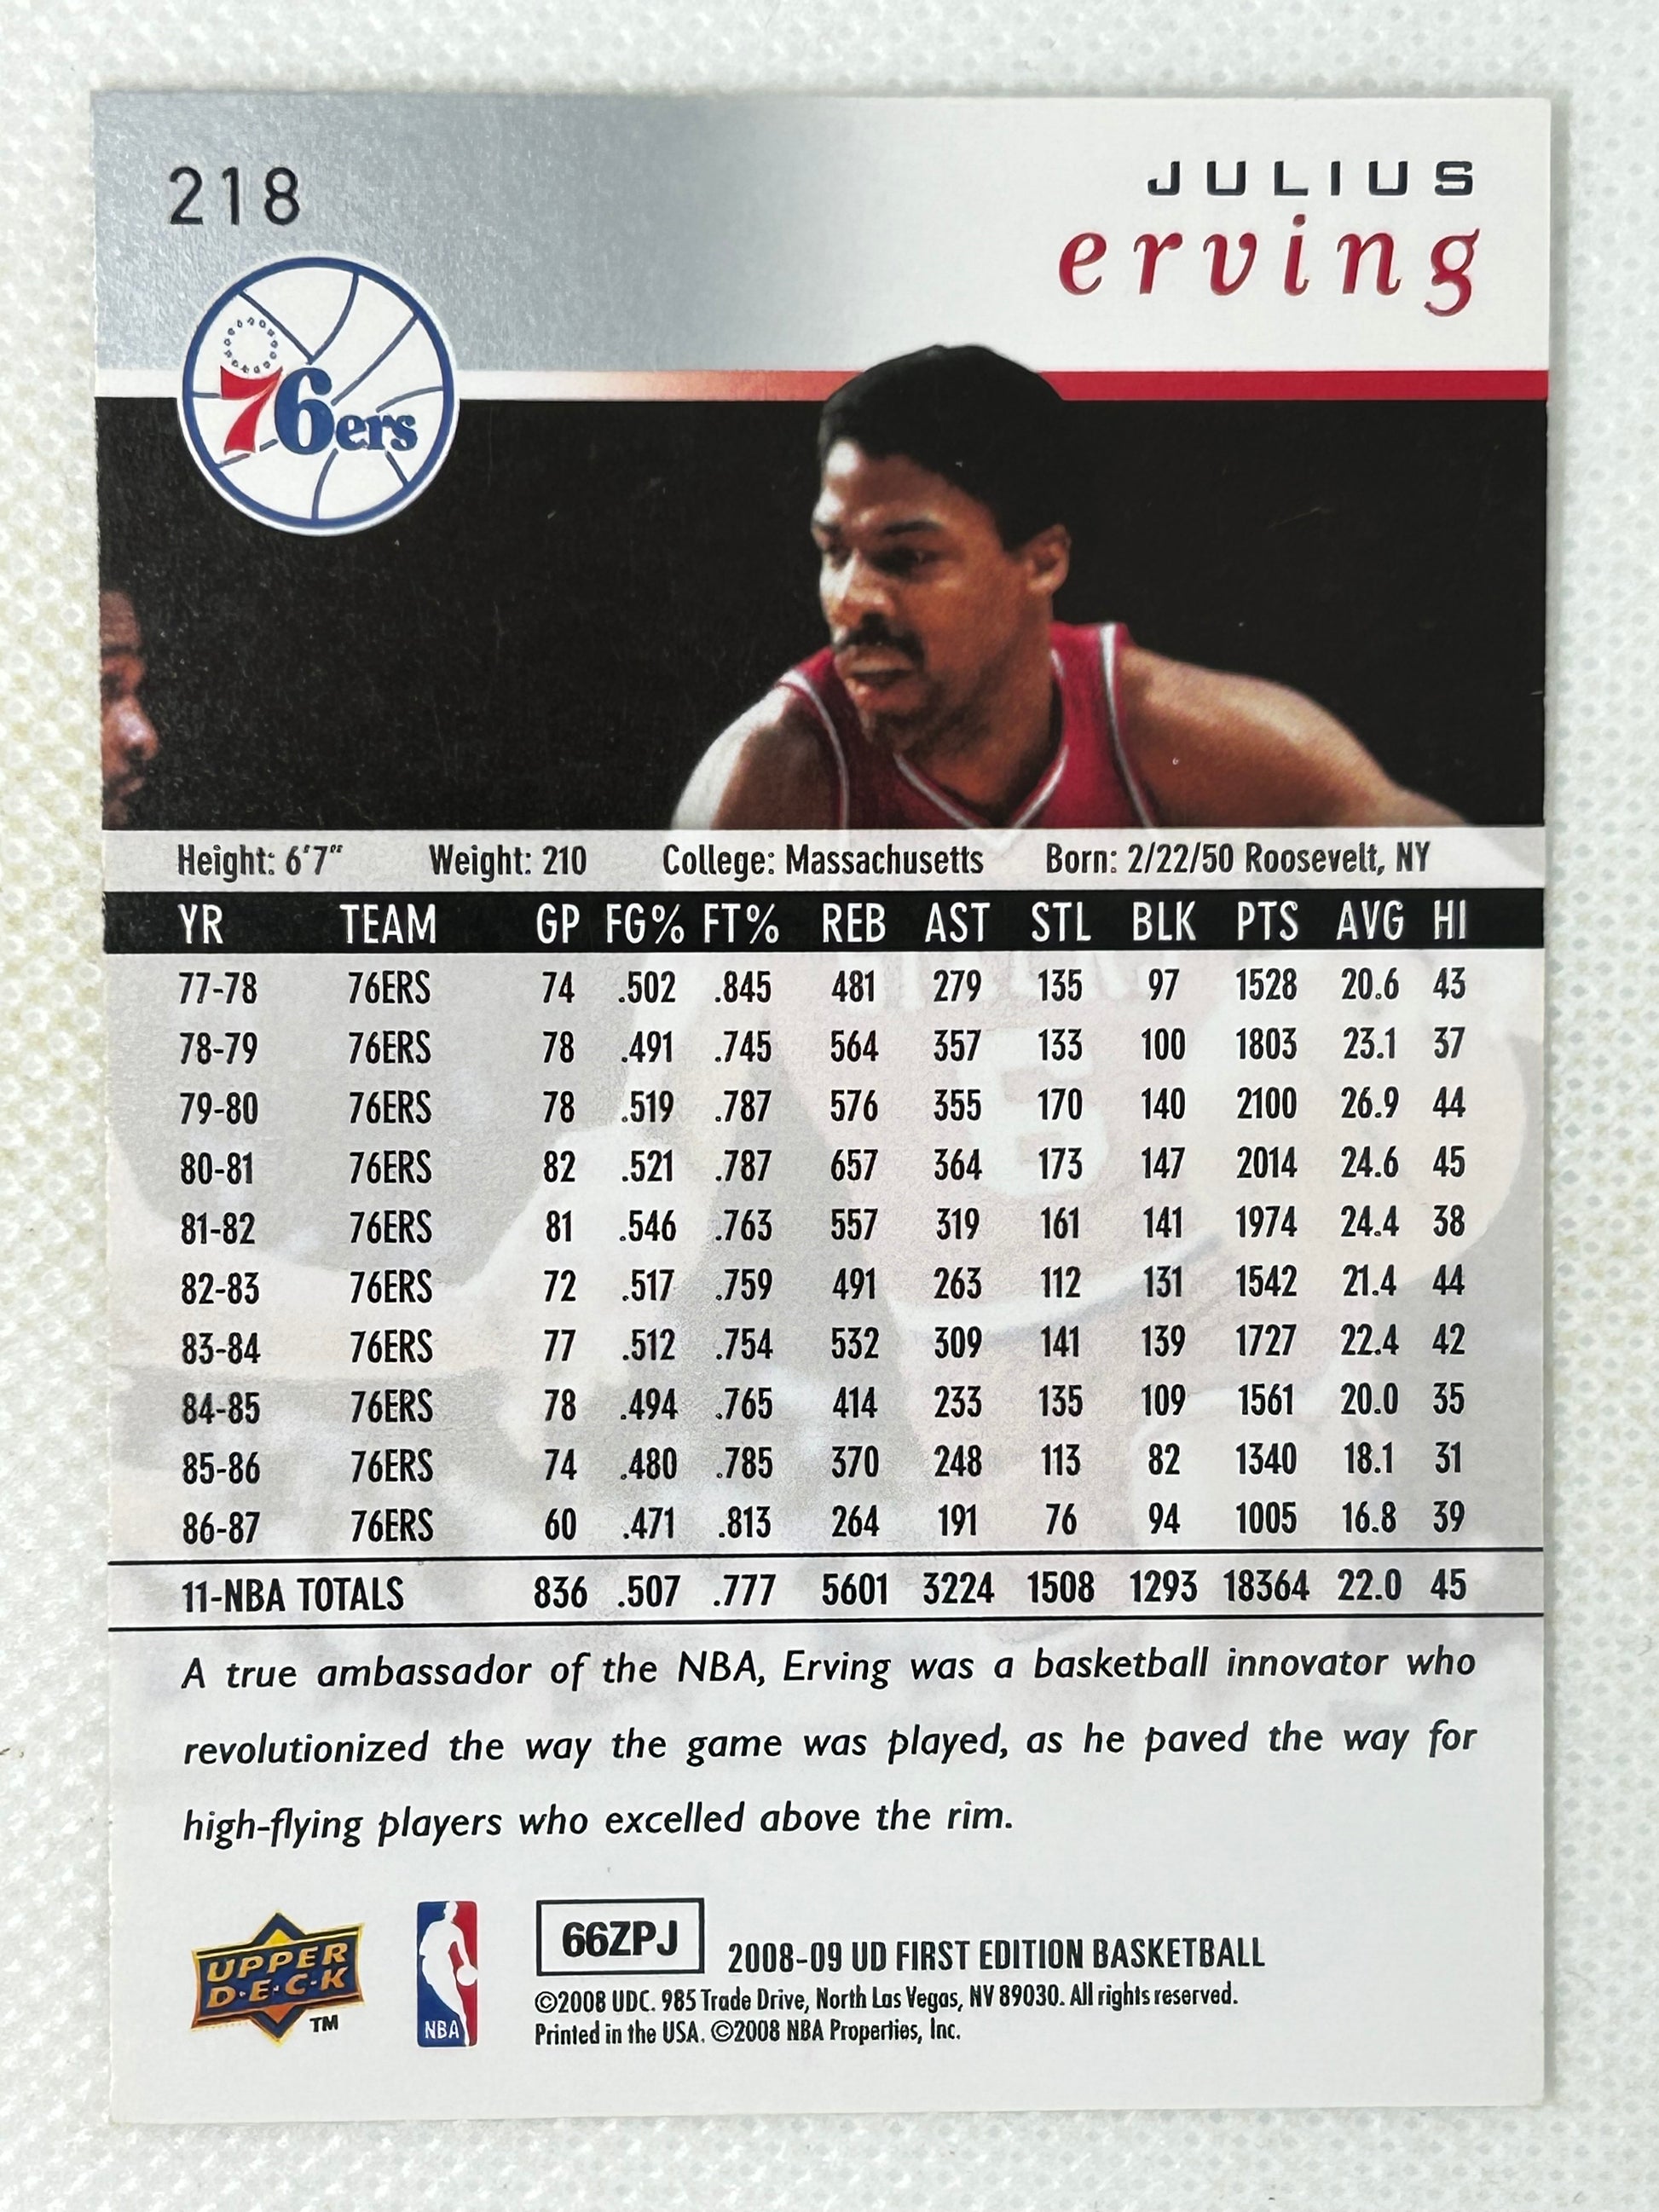 218
JULIUS
erving
76ers
Height: 6'7" Weight: 210 College: Massachusetts Born: 2/22/50 Roosevelt, NY
YR TEAM GP FG% FT% REB AST STL BLK PTS AVG HI
77-78 76ERS 74 .502 .845 481 279 135 97 1528 20.6 43
78-79 76ERS 78 .491 .745 564 357 133 100 1803 23.1 37
79-80 76ERS 78 .519 .787 576 355 170 140 2100 26.9 44
80-81 76ERS 82 .521 .787 657 364 173 147 2014 24.6 45
81-82 76ERS 81 .546 .763 557 319 161 141 1974 24.4 38
82-83 76ERS 72 .517 .759 491 263 112 131 1542 21.4 44
83-84 76ERS 77 .512 .754 532 309 141 139 1727 22.4 42
84-85 76ERS 78 .494 .765 414 233 135 109 1561 20.0 35
85-86 76ERS 74 .480 .785 370 248 113 82 1340 18.1 31
86-87 76ERS 60 .471 .813 264 191 76 94 1005 16.8 39
11-NBA TOTALS 836 .507 .777 5601 3224 1508 1293 18364 22.0 45
A true ambassador of the NBA, Erving was a basketball innovator who
revolutionized the way the game was played, as he paved the way for
high-flying players who excelled above the rim.
UPPER
D·E·C·K
TM
NBA
66ZPJ
2008-09 UD FIRST EDITION BASKETBALL
©2008 UDC. 985 Trade Drive, North Las Vegas, NV 89030. All rights reserved.
Printed in the USA. ©2008 NBA Properties, Inc.